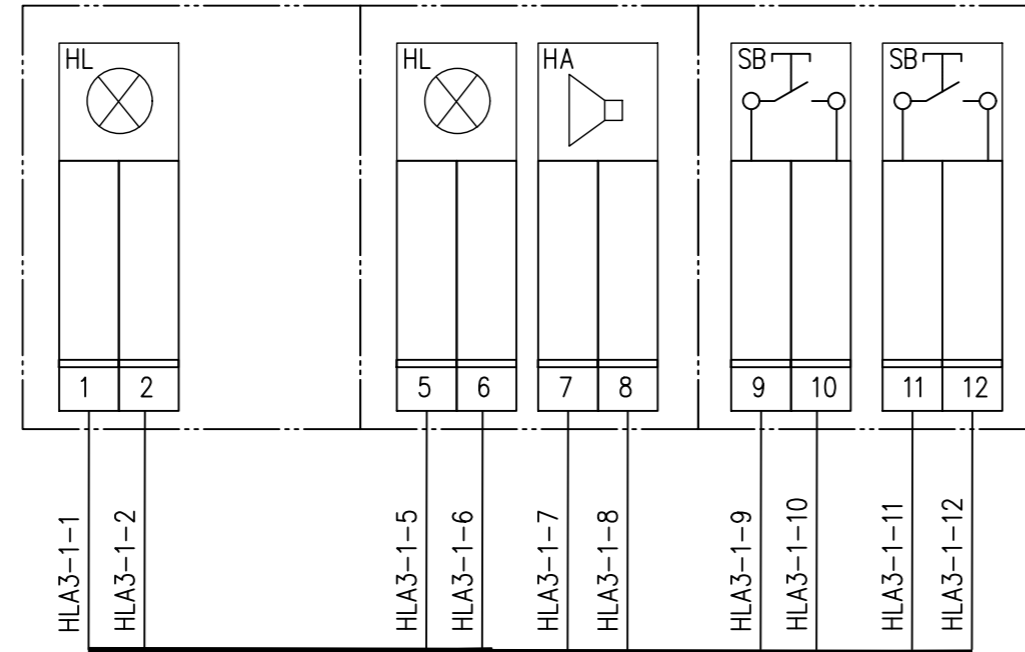 HL
HL
HA
SB
SB
1 2
5 6
7 8
9 10
11 12
HLA3-1-1
HLA3-1-2
HLA3-1-5
HLA3-1-6
HLA3-1-7
HLA3-1-8
HLA3-1-9
HLA3-1-10
HLA3-1-11
HLA3-1-12